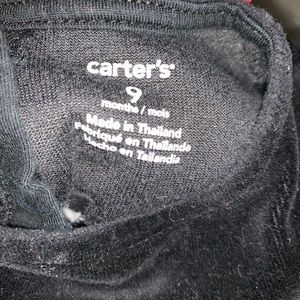 carter's
9
months / mois
Made in Thailand
Fabriqué en Thaïlande
Hecho en Tailandia